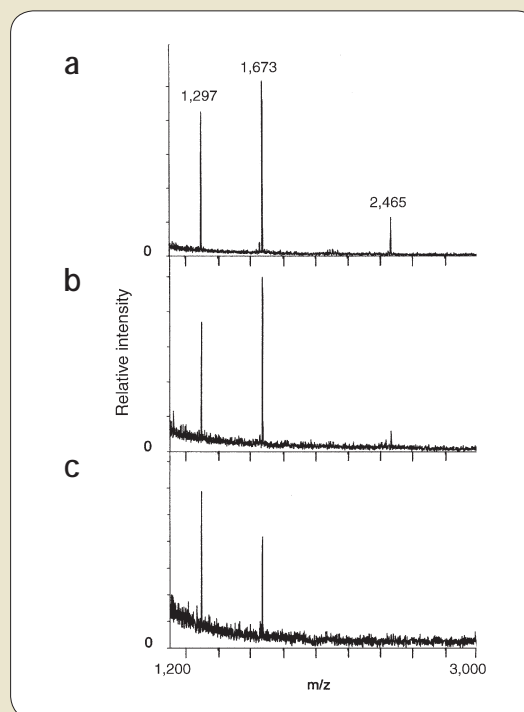 a
1,673
1,297
2,465
0
b
Relative intensity
0
c
0
1,200
3,000
m/z